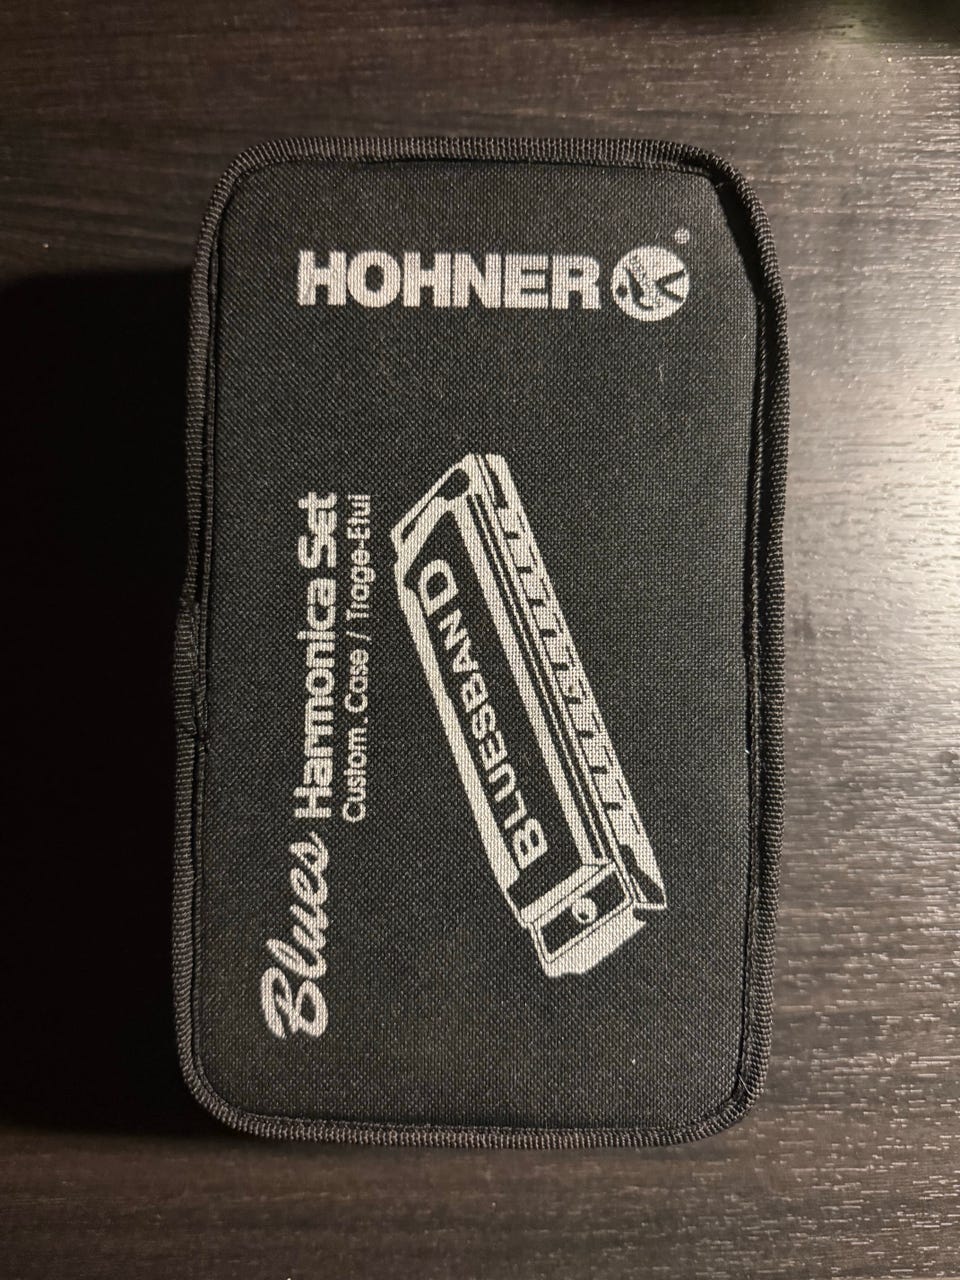 HOHNER
®
Blues Harmonica Set
Custom. Case / Trage-Etui
BLUESBAND